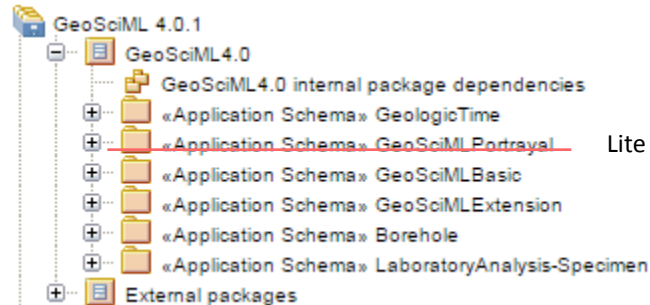 GeoSciML 4.0.1
GeoSciML4.0
GeoSciML4.0 internal package dependencies
«Application Schema» GeologicTime
«Application Schema» GeoSciMLPortrayal Lite
«Application Schema» GeoSciMLBasic
«Application Schema» GeoSciMLExtension
«Application Schema» Borehole
«Application Schema» LaboratoryAnalysis-Specimen
External packages